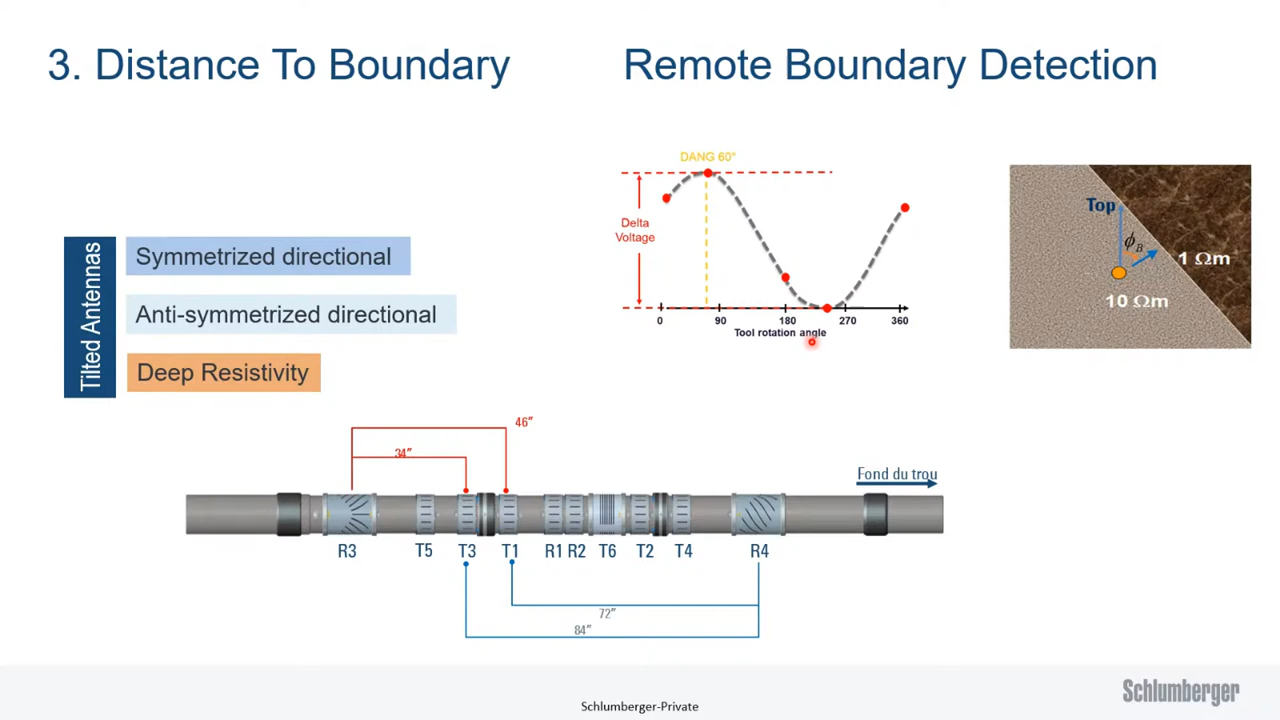 3. Distance To Boundary
Remote Boundary Detection
DANG 60°
Delta
Voltage
0
90
180
270
360
Tool rotation angle
Top
ϕB
1 Ωm
10 Ωm
Tilted Antennas
Symmetrized directional
Anti-symmetrized directional
Deep Resistivity
46"
34"
Fond du trou
R3
T5
T3
T1
R1
R2
T6
T2
T4
R4
72"
84"
Schlumberger-Private
Schlumberger